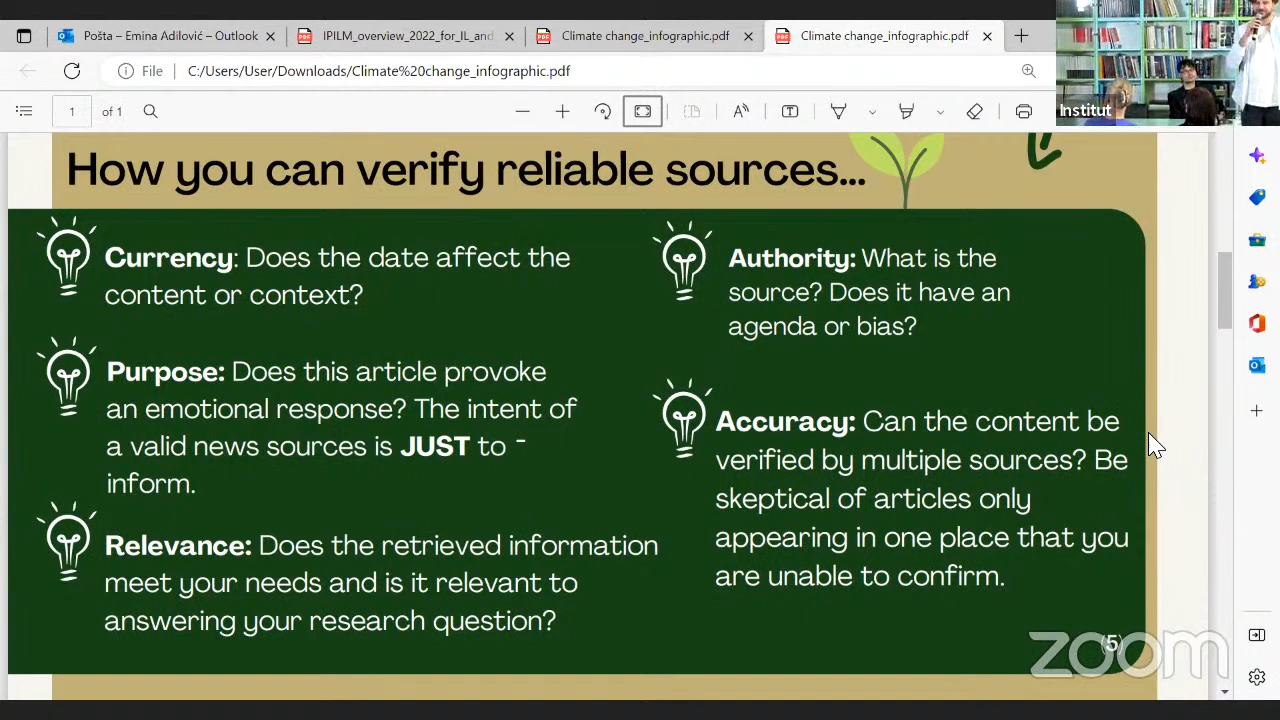 Pošta – Emina Adilović – Outlook
IPILM_overview_2022_for_IL_and
Climate change_infographic.pdf
Climate change_infographic.pdf
File
C:/Users/User/Downloads/Climate%20change_infographic.pdf
1
of 1
Institut
How you can verify reliable sources...
Currency: Does the date affect the
content or context?
Purpose: Does this article provoke
an emotional response? The intent of
a valid news sources is JUST to -
inform.
Relevance: Does the retrieved information
meet your needs and is it relevant to
answering your research question?
Authority: What is the
source? Does it have an
agenda or bias?
Accuracy: Can the content be
verified by multiple sources? Be
skeptical of articles only
appearing in one place that you
are unable to confirm.
(5)
zoom